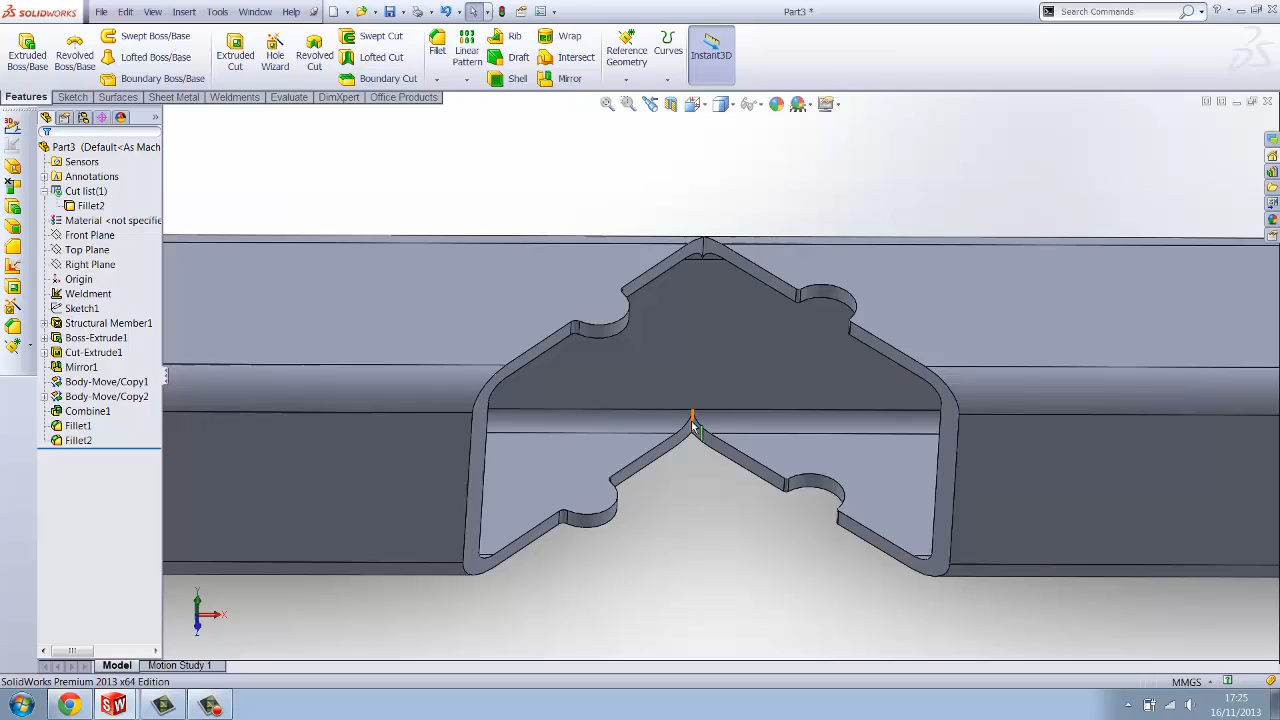 SOLIDWORKS File Edit View Insert Tools Window Help Part3 * Search Commands
Extruded Boss/Base
Revolved Boss/Base
Swept Boss/Base
Lofted Boss/Base
Boundary Boss/Base
Extruded Cut
Hole Wizard
Revolved Cut
Swept Cut
Lofted Cut
Boundary Cut
Fillet
Linear Pattern
Rib
Draft
Shell
Wrap
Intersect
Mirror
Reference Geometry
Curves
Instant3D
Features Sketch Surfaces Sheet Metal Weldments Evaluate DimXpert Office Products
Part3 (Default<As Mach
Sensors
Annotations
Cut list(1)
Fillet2
Material <not specifie
Front Plane
Top Plane
Right Plane
Origin
Weldment
Sketch1
Structural Member1
Boss-Extrude1
Cut-Extrude1
Mirror1
Body-Move/Copy1
Body-Move/Copy2
Combine1
Fillet1
Fillet2
Y
X
Z
Model Motion Study 1
SolidWorks Premium 2013 x64 Edition MMGS
17:25
16/11/2013